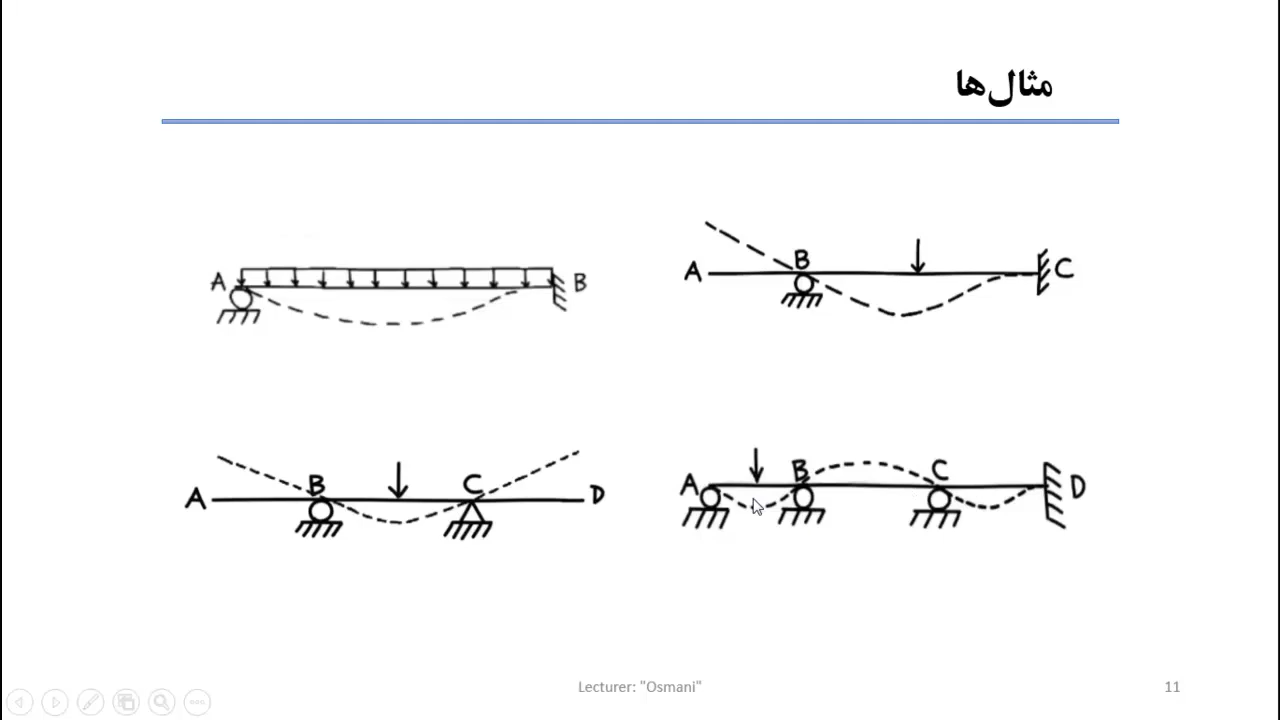 مثال‌ها
A B
A B C
A B C D
A B C D
Lecturer: "Osmani"
11